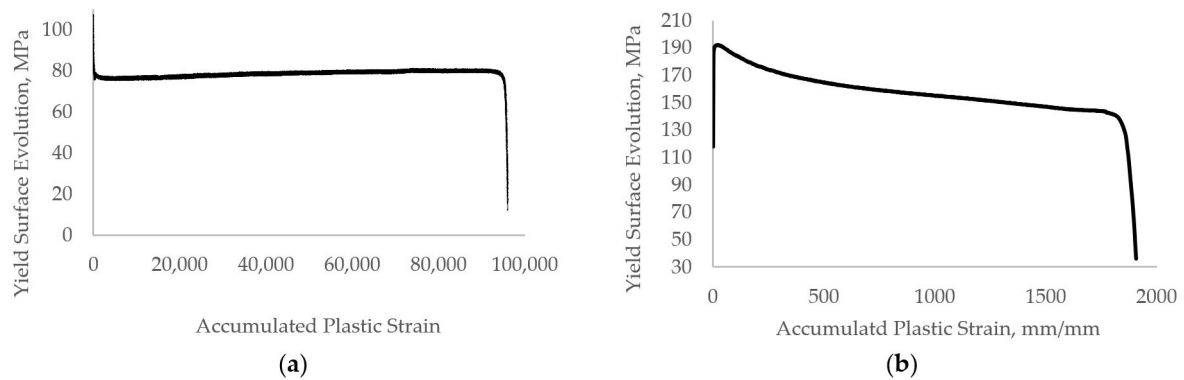 Yield Surface Evolution, MPa
100
80
60
40
20
0
0 20,000 40,000 60,000 80,000 100,000
Accumulated Plastic Strain
(a)
Yield Surface Evolution, MPa
210
190
170
150
130
110
90
70
50
30
0 500 1000 1500 2000
Accumulatd Plastic Strain, mm/mm
(b)